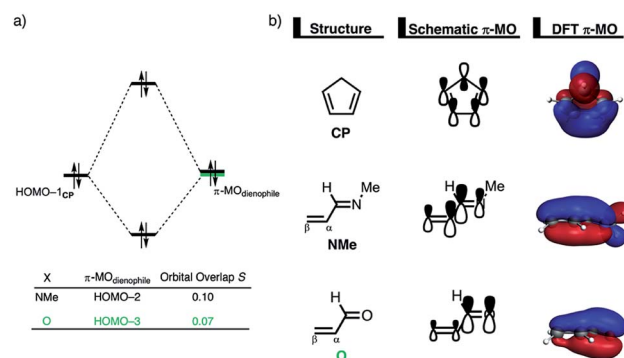 a)
HOMO–1CP
π-MOdienophile
X π-MOdienophile Orbital Overlap S
NMe HOMO–2 0.10
O HOMO–3 0.07
b)
Structure Schematic π-MO DFT π-MO
CP
H Me
N
β α
NMe
H Me
H
O
β α
O
H